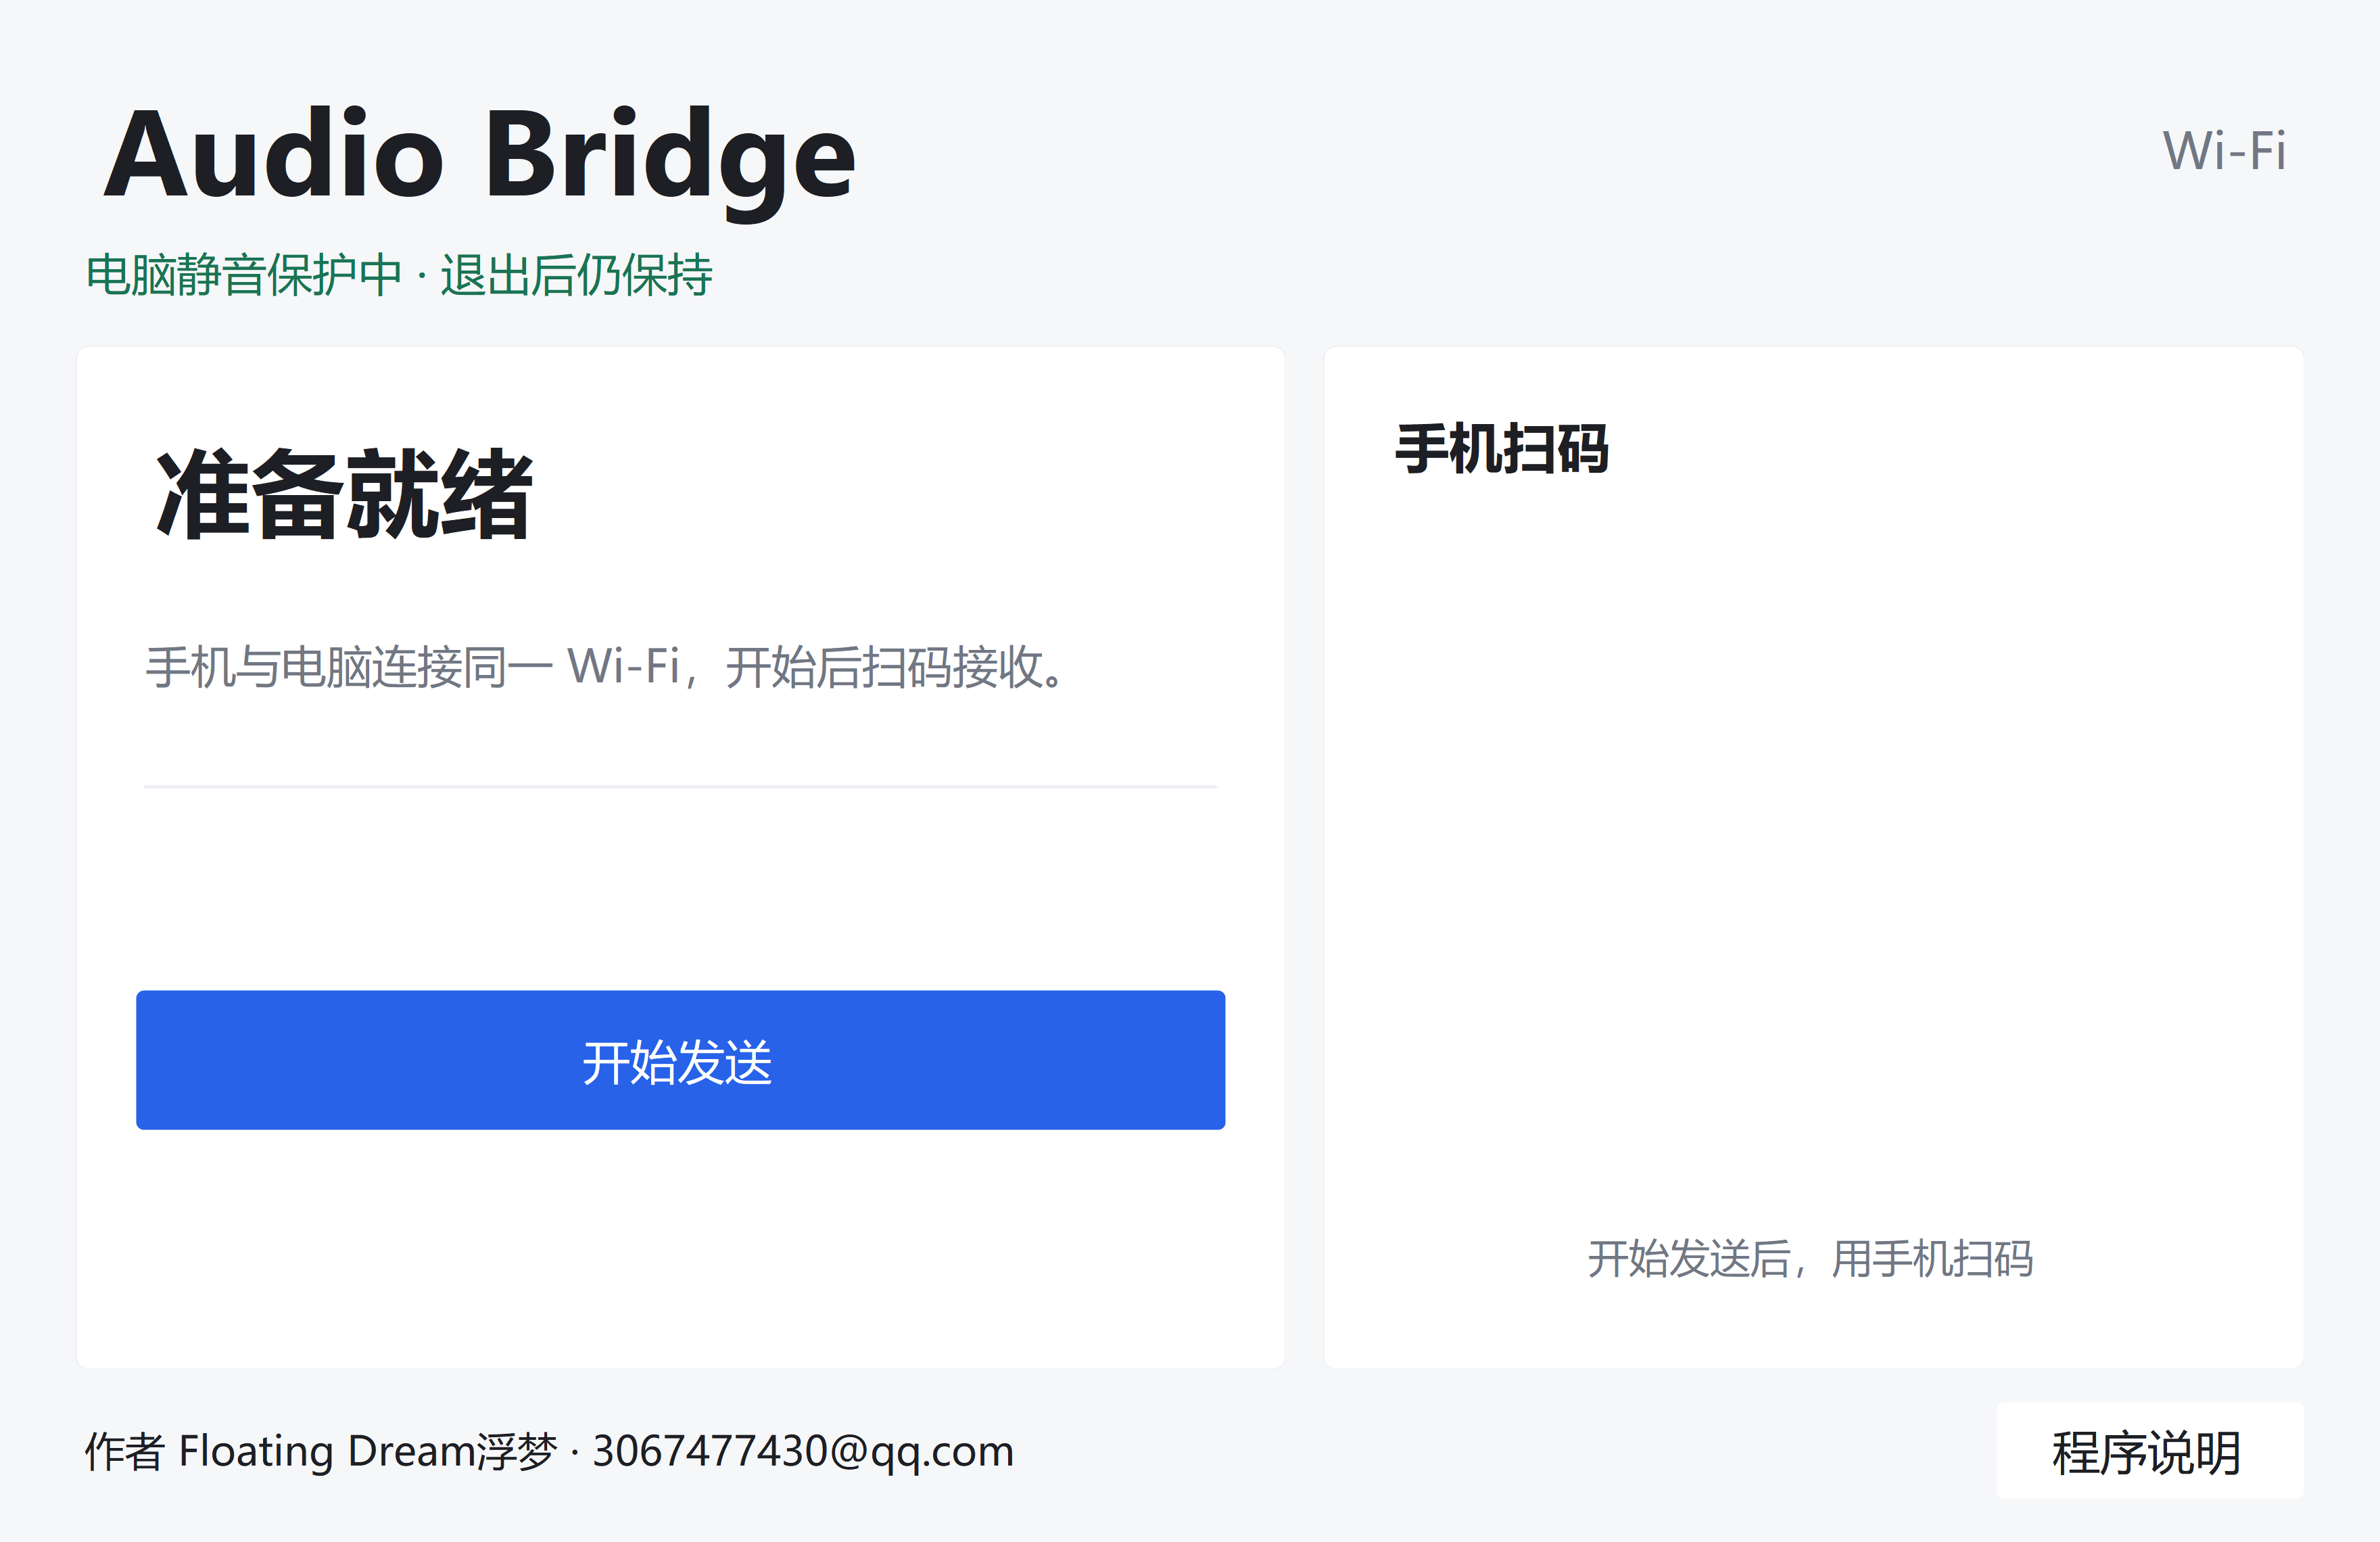 Audio Bridge
Wi-Fi
电脑静音保护中 · 退出后仍保持
准备就绪
手机与电脑连接同一 Wi-Fi，开始后扫码接收。
开始发送
手机扫码
开始发送后，用手机扫码
作者 Floating Dream浮梦 · 3067477430@qq.com
程序说明